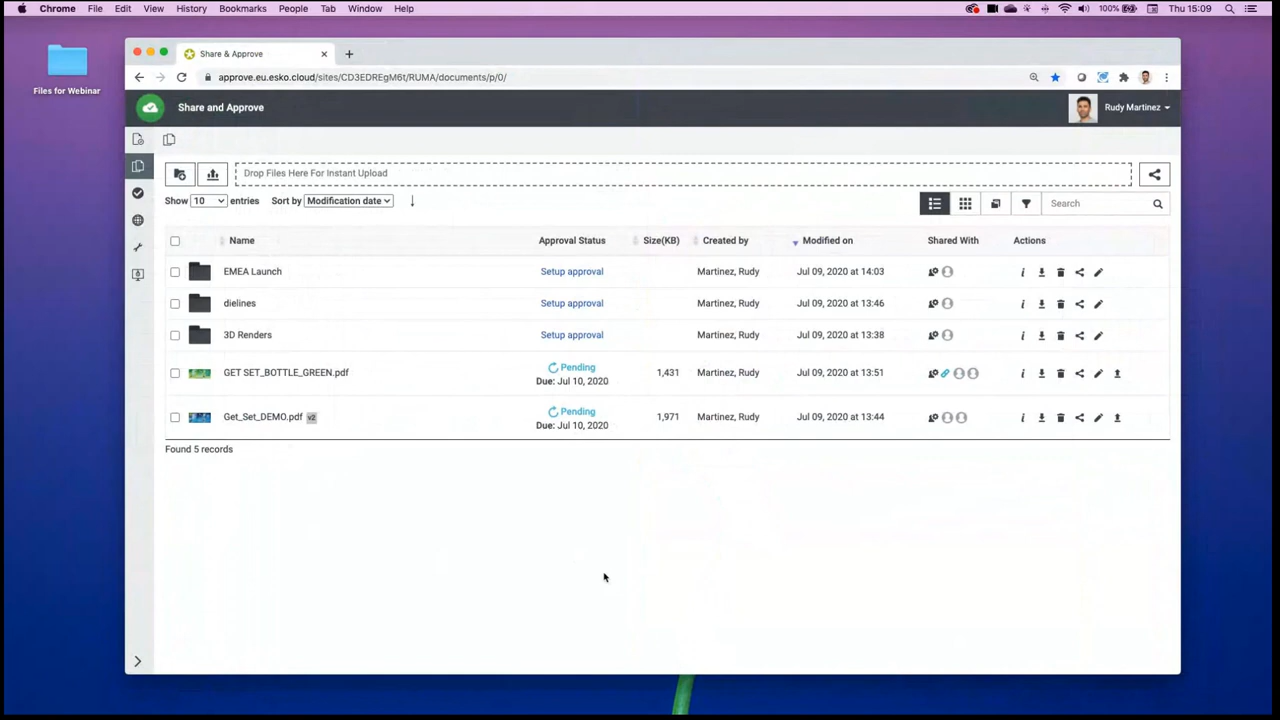 Chrome File Edit View History Bookmarks People Tab Window Help 100% Thu 15:09
Files for Webinar
Share & Approve
approve.eu.esko.cloud/sites/CD3EDREgM6t/RUMA/documents/p/0/
Share and Approve Rudy Martinez
Drop Files Here For Instant Upload
Show 10 entries Sort by Modification date Search
Name Approval Status Size(KB) Created by Modified on Shared With Actions
EMEA Launch Setup approval Martinez, Rudy Jul 09, 2020 at 14:03
dielines Setup approval Martinez, Rudy Jul 09, 2020 at 13:46
3D Renders Setup approval Martinez, Rudy Jul 09, 2020 at 13:38
GET SET_BOTTLE_GREEN.pdf Pending 1,431 Martinez, Rudy Jul 09, 2020 at 13:51
Due: Jul 10, 2020
Get_Set_DEMO.pdf v2 Pending 1,971 Martinez, Rudy Jul 09, 2020 at 13:44
Due: Jul 10, 2020
Found 5 records